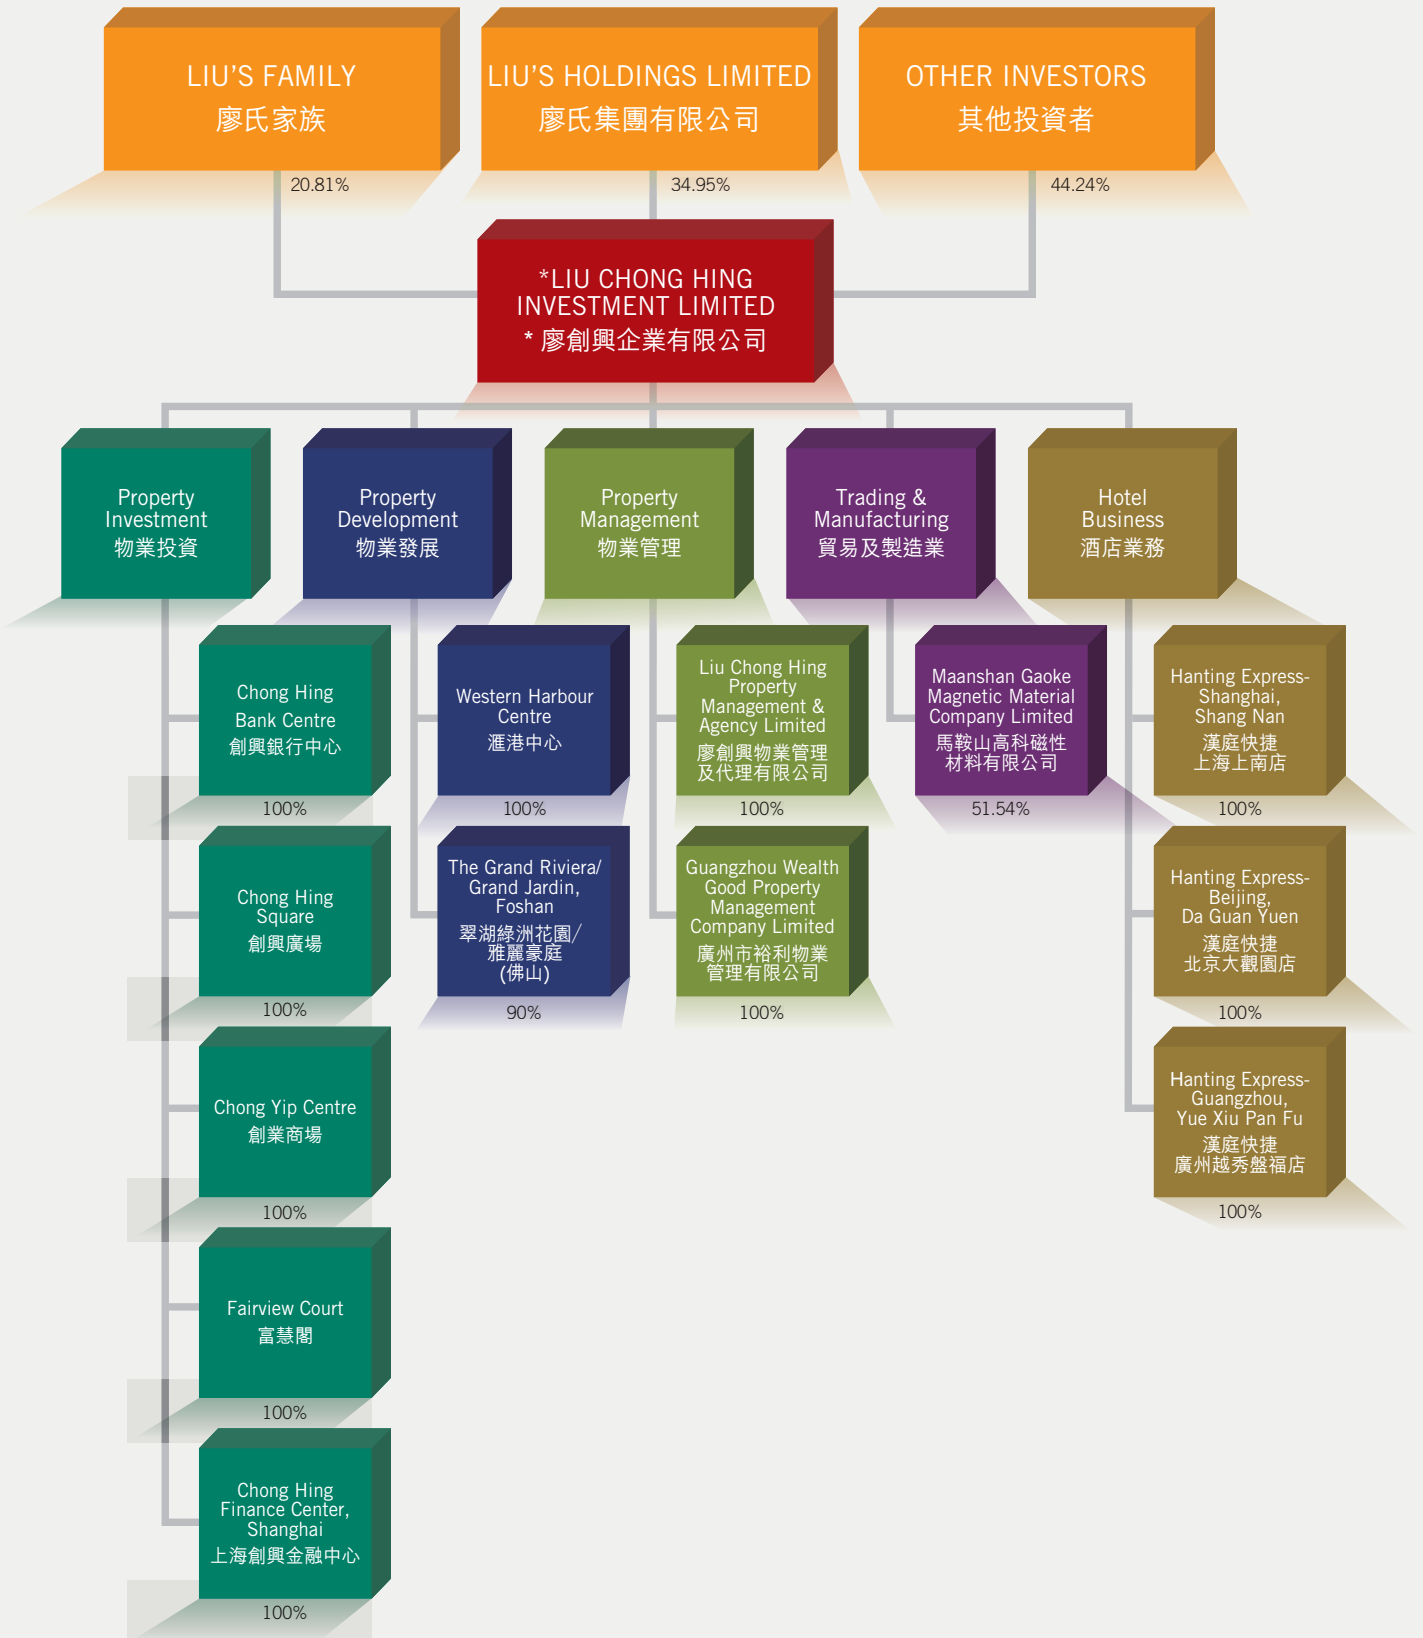 LIU'S FAMILY
廖氏家族
20.81%
LIU'S HOLDINGS LIMITED
廖氏集團有限公司
34.95%
OTHER INVESTORS
其他投資者
44.24%
*LIU CHONG HING
INVESTMENT LIMITED
* 廖創興企業有限公司
Property
Investment
物業投資
Property
Development
物業發展
Property
Management
物業管理
Trading &
Manufacturing
貿易及製造業
Hotel
Business
酒店業務
Chong Hing
Bank Centre
創興銀行中心
100%
Chong Hing
Square
創興廣場
100%
Chong Yip Centre
創業商場
100%
Fairview Court
富慧閣
100%
Chong Hing
Finance Center,
Shanghai
上海創興金融中心
100%
Western Harbour
Centre
滙港中心
100%
The Grand Riviera/
Grand Jardin,
Foshan
翠湖綠洲花園/
雅麗豪庭
(佛山)
90%
Liu Chong Hing
Property
Management &
Agency Limited
廖創興物業管理
及代理有限公司
100%
Guangzhou Wealth
Good Property
Management
Company Limited
廣州市裕利物業
管理有限公司
100%
Maanshan Gaoke
Magnetic Material
Company Limited
馬鞍山高科磁性
材料有限公司
51.54%
Hanting Express-
Shanghai,
Shang Nan
漢庭快捷
上海上南店
100%
Hanting Express-
Beijing,
Da Guan Yuen
漢庭快捷
北京大觀園店
100%
Hanting Express-
Guangzhou,
Yue Xiu Pan Fu
漢庭快捷
廣州越秀盤福店
100%